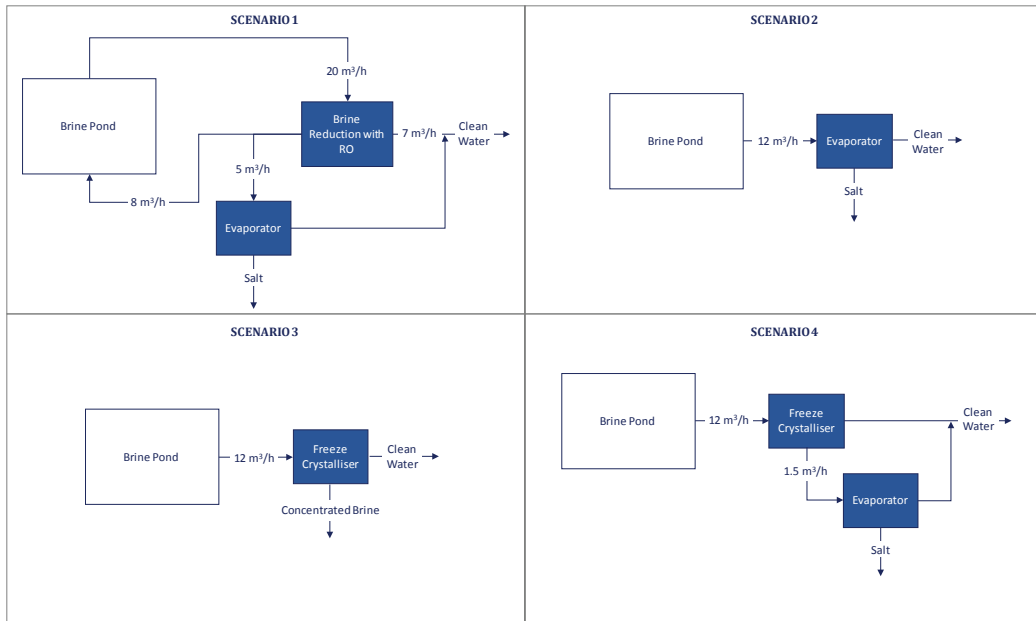 SCENARIO 1
20 m³/h
Brine Pond
Brine
Reduction with
RO
7 m³/h
Clean
Water
5 m³/h
8 m³/h
Evaporator
Salt
SCENARIO 2
Brine Pond
12 m³/h
Evaporator
Clean
Water
Salt
SCENARIO 3
Brine Pond
12 m³/h
Freeze
Crystalliser
Clean
Water
Concentrated Brine
SCENARIO 4
Brine Pond
12 m³/h
Freeze
Crystalliser
Clean
Water
1.5 m³/h
Evaporator
Salt